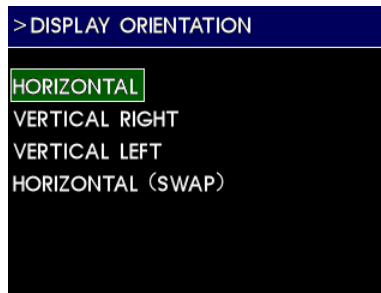 >DISPLAY ORIENTATION
HORIZONTAL
VERTICAL RIGHT
VERTICAL LEFT
HORIZONTAL (SWAP)